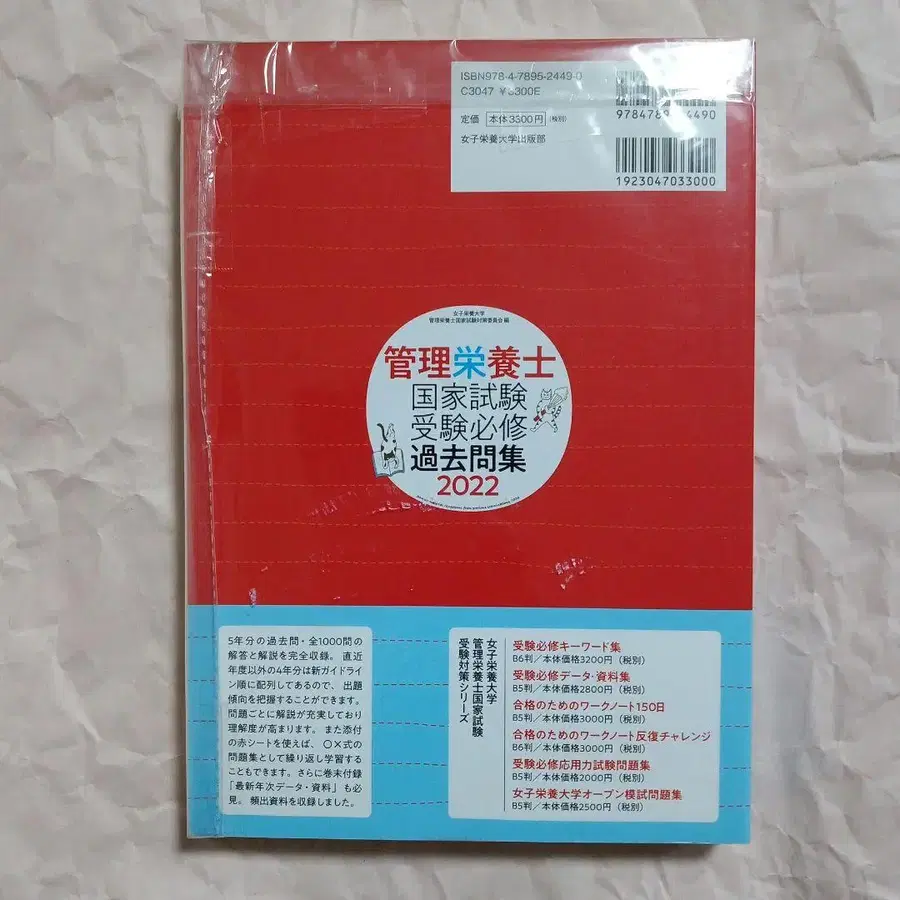 ISBN978-4-7895-2449-0
C3047 ¥3300E
定価 本体3300円(税別)
女子栄養大学出版部
9784789 4490
1923047033000
女子栄養大学
管理栄養士国家試験対策委員会 編
管理栄養士
国家試験
受験必修
過去問集
2022
5年分の過去問・全1000問の
解答と解説を完全収録。直近
年度以外の4年分は新ガイドライ
ン順に配列してあるので、出題
傾向を把握することができます。
問題ごとに解説が充実しており
理解度が高まります。また添付
の赤シートを使えば、〇×式の
問題集として繰り返し学習する
こともできます。さらに巻末付録
「最新年次データ・資料」も必
見。頻出資料を収録しました。
女子栄養大学
管理栄養士国家試験
受験対策シリーズ
受験必修キーワード集
B6判/本体価格3200円(税別)
受験必修データ・資料集
B5判/本体価格2800円(税別)
合格のためのワークノート150日
B5判/本体価格3000円(税別)
合格のためのワークノート反復チャレンジ
B6判/本体価格3000円(税別)
受験必修応用力試験問題集
B5判/本体価格2000円(税別)
女子栄養大学オープン模試問題集
B5判/本体価格2500円(税別)